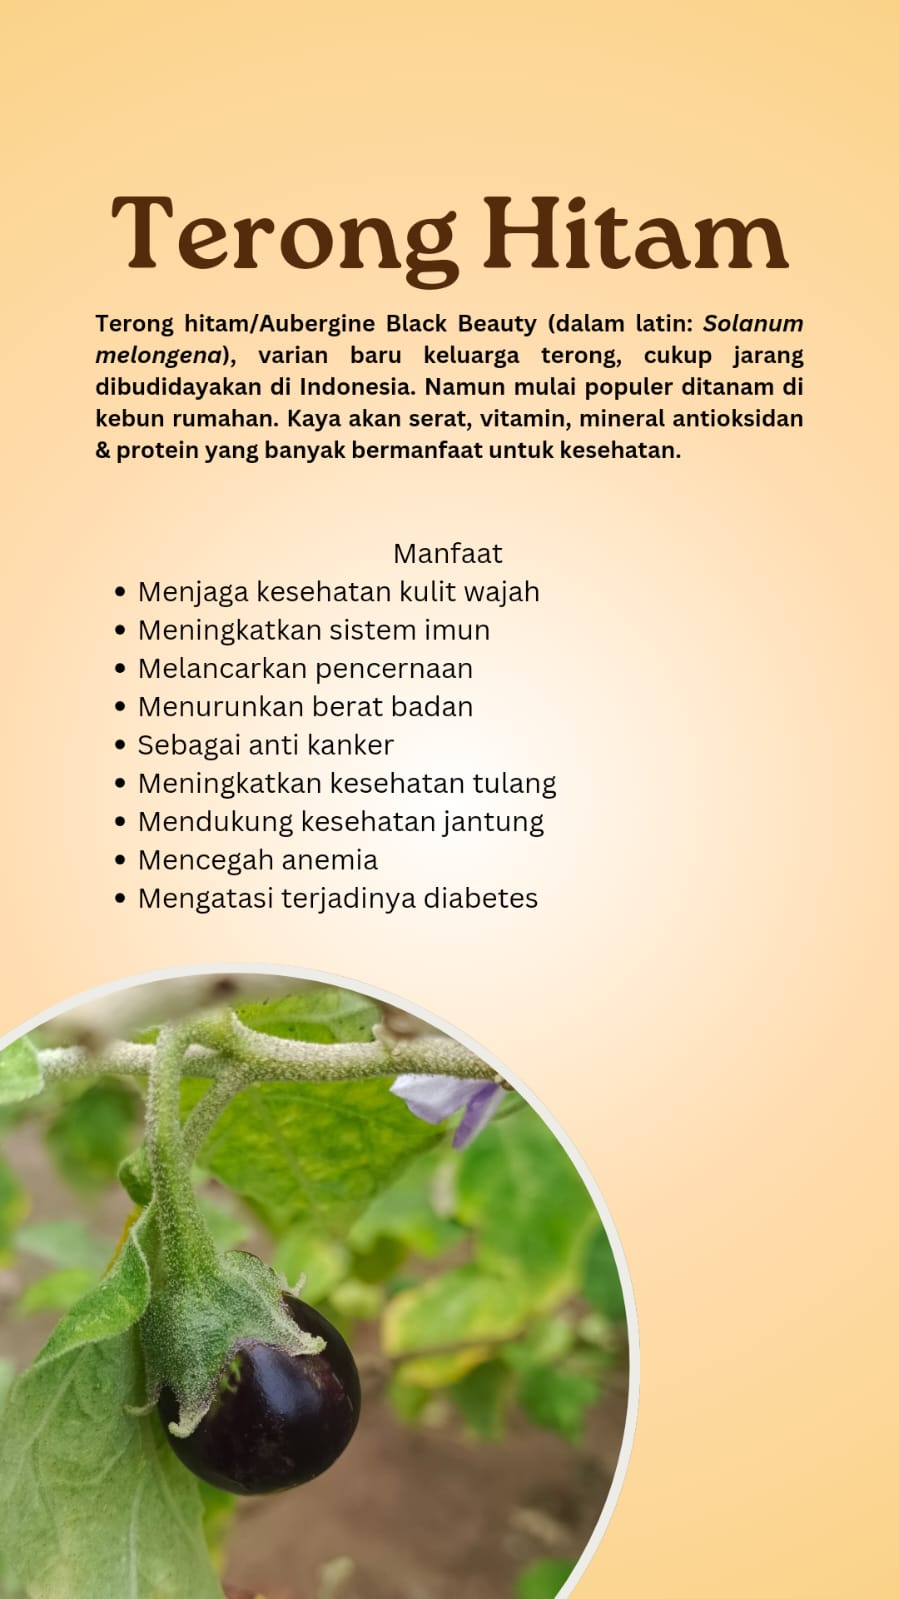 Terong Hitam
Terong hitam/Aubergine Black Beauty (dalam latin: Solanum
melongena), varian baru keluarga terong, cukup jarang
dibudidayakan di Indonesia. Namun mulai populer ditanam di
kebun rumahan. Kaya akan serat, vitamin, mineral antioksidan
& protein yang banyak bermanfaat untuk kesehatan.
Manfaat
• Menjaga kesehatan kulit wajah
• Meningkatkan sistem imun
• Melancarkan pencernaan
• Menurunkan berat badan
• Sebagai anti kanker
• Meningkatkan kesehatan tulang
• Mendukung kesehatan jantung
• Mencegah anemia
• Mengatasi terjadinya diabetes